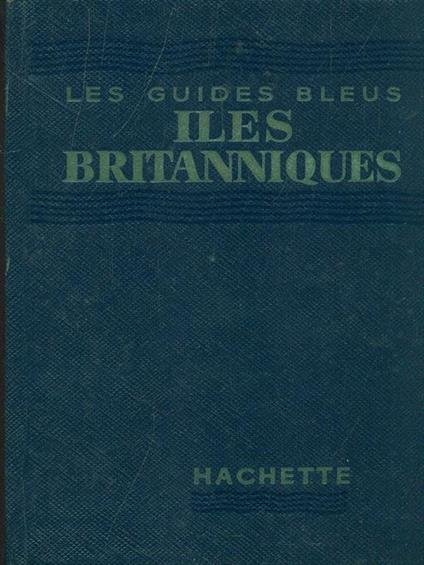 LES GUIDES BLEUS
ILES
BRITANNIQUES
HACHETTE